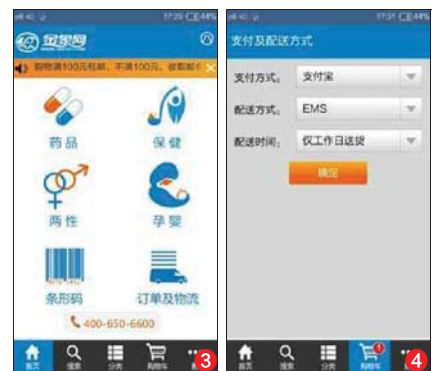 17:29 44%
金象网
购物满100元包邮，不满100元，收取邮
药品
保健
两性
孕婴
条形码
订单及物流
400-650-6600
首页
搜索
分类
购物车
3
17:31 44%
支付及配送方式
支付方式：
支付宝
配送方式：
EMS
配送时间：
仅工作日送货
确定
首页
搜索
分类
购物车
1
4